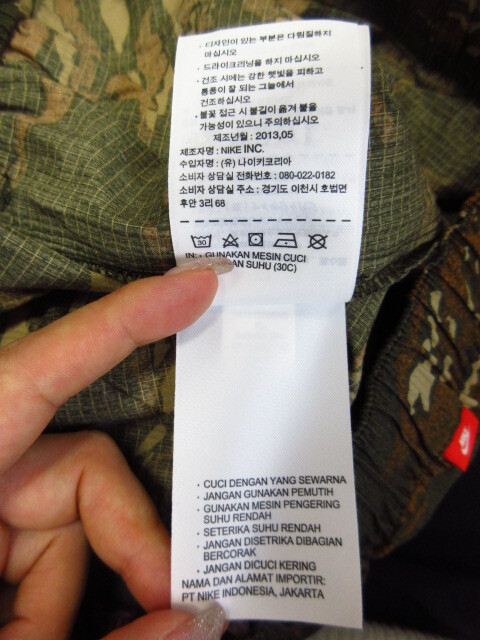 · 디자인이 있는 부분은 다림질하지
마십시오
· 드라이크리닝을 하지 마십시오
· 건조 시에는 강한 햇빛을 피하고
통풍이 잘 되는 그늘에서
건조하십시오
· 불꽃 접근 시 불길이 옮겨 붙을
가능성이 있으니 주의하십시오
제조년월 : 2013,05
제조자명 : NIKE INC.
수입자명 : (유) 나이키코리아
소비자 상담실 전화번호 : 080-022-0182
소비자 상담실 주소 : 경기도 이천시 호법면
후안 3리 68
30
IN: · GUNAKAN MESIN CUCI
SUHU (30C)
· CUCI DENGAN YANG SEWARNA
· JANGAN GUNAKAN PEMUTIH
· GUNAKAN MESIN PENGERING
SUHU RENDAH
· SETERIKA SUHU RENDAH
· JANGAN DISETRIKA DIBAGIAN
BERCORAK
· JANGAN DICUCI KERING
NAMA DAN ALAMAT IMPORTIR:
PT NIKE INDONESIA, JAKARTA